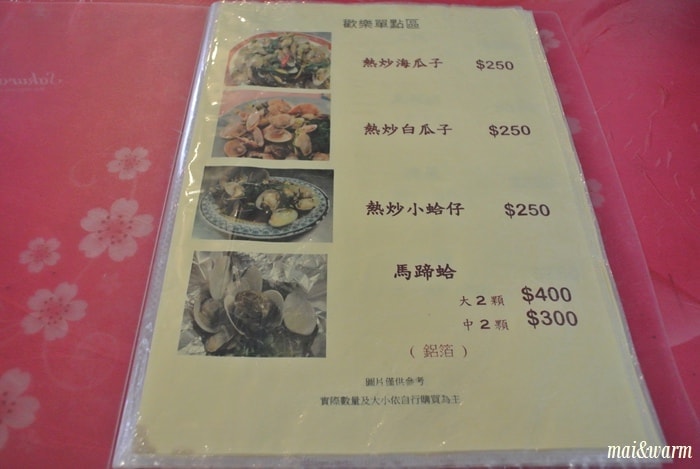 歡樂單點區
熱炒海瓜子 $250
熱炒白瓜子 $250
熱炒小蛤仔 $250
馬蹄蛤
大2顆 $400
中2顆 $300
(鋁箔)
圖片僅供參考
實際數量及大小依自行購買為主
Sakura
mai&warm